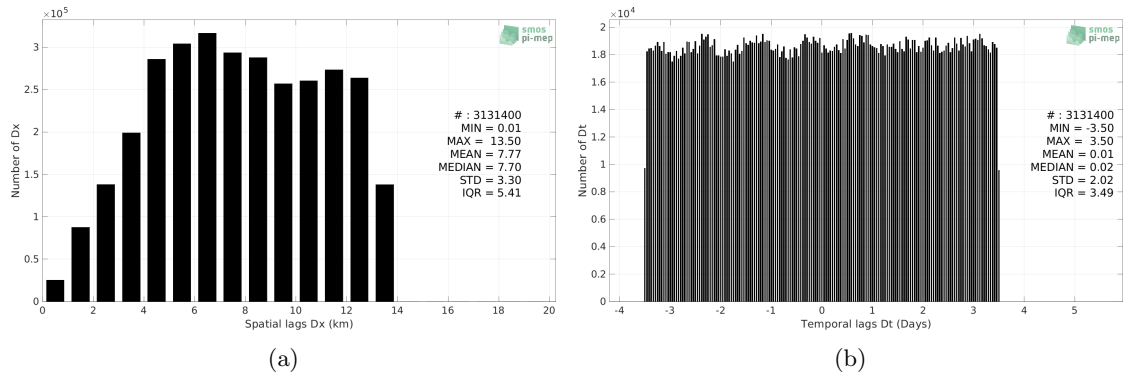 ×10⁵
3
2.5
2
1.5
1
0.5
0
Number of Dx
0 2 4 6 8 10 12 14 16 18 20
Spatial lags Dx (km)
smos
pi-mep
# : 3131400
MIN = 0.01
MAX = 13.50
MEAN = 7.77
MEDIAN = 7.70
STD = 3.30
IQR = 5.41
(a)
×10⁴
2
1.8
1.6
1.4
1.2
1
0.8
0.6
0.4
0.2
0
Number of Dt
-4 -3 -2 -1 0 1 2 3 4 5
Temporal lags Dt (Days)
smos
pi-mep
# : 3131400
MIN = -3.50
MAX = 3.50
MEAN = 0.01
MEDIAN = 0.02
STD = 2.02
IQR = 3.49
(b)